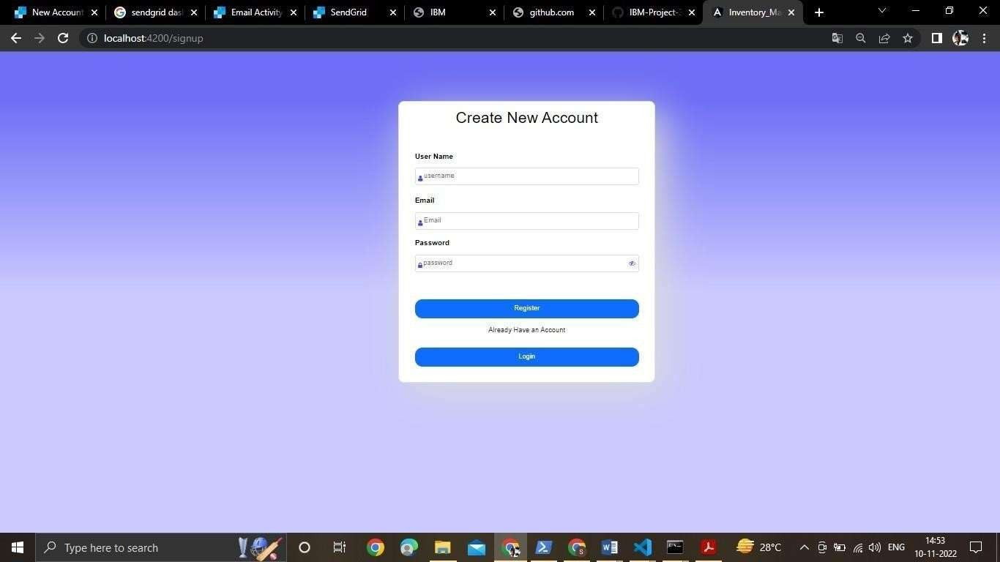 New Account
sendgrid das
Email Activity
SendGrid
IBM
github.com
IBM-Project-
Inventory_Ma
localhost:4200/signup
Create New Account
User Name
username
Email
Email
Password
password
Register
Already Have an Account
Login
Type here to search
28°C
ENG
14:53
10-11-2022